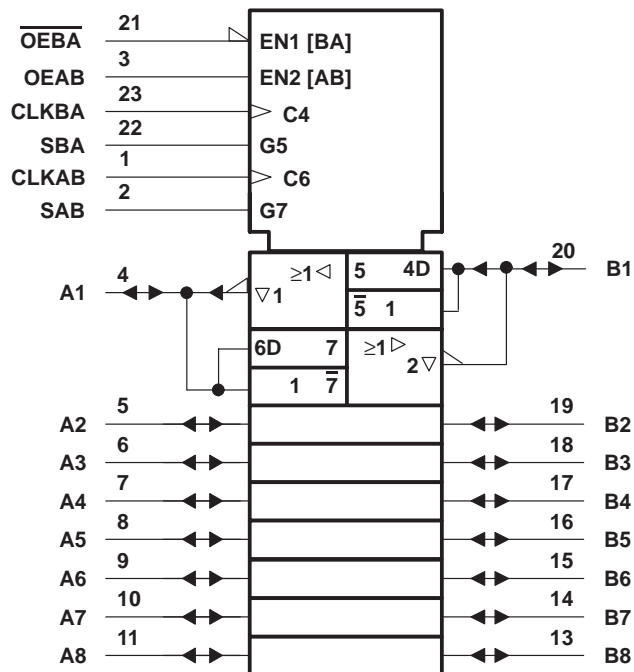 21
O̅E̅B̅A̅ EN1 [BA]
3
OEAB EN2 [AB]
23
CLKBA C4
22
SBA G5
1
CLKAB C6
2
SAB G7
4 ≥1 ◁ 5 4D 20
A1 ▽ 1 5̅ 1 B1
6D 7 ≥1 ▷
1 7̅ 2 ▽
5 19
A2 B2
6 18
A3 B3
7 17
A4 B4
8 16
A5 B5
9 15
A6 B6
10 14
A7 B7
11 13
A8 B8